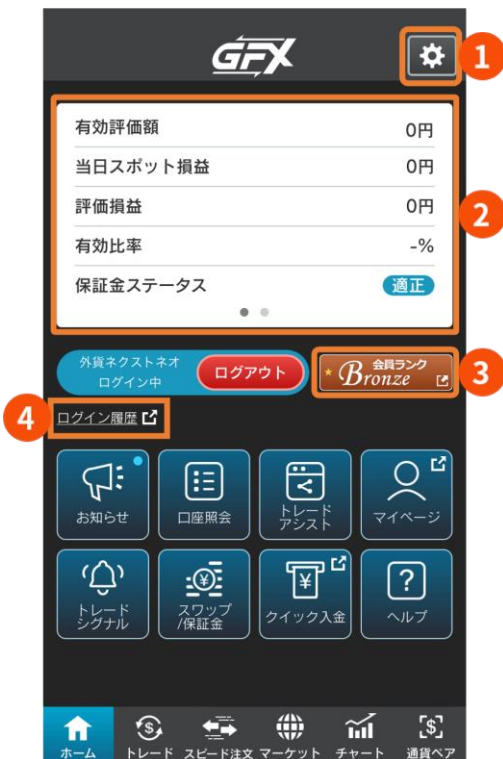 GFX
1
有効評価額 0円
当日スポット損益 0円
評価損益 0円
有効比率 -%
保証金ステータス 適正
2
外貨ネクストネオ
ログイン中
ログアウト
会員ランク
Bronze
3
4
ログイン履歴
お知らせ
口座照会
トレード
アシスト
マイページ
トレード
シグナル
スワップ
/保証金
クイック入金
ヘルプ
ホーム トレード スピード注文 マーケット チャート 通貨ペア